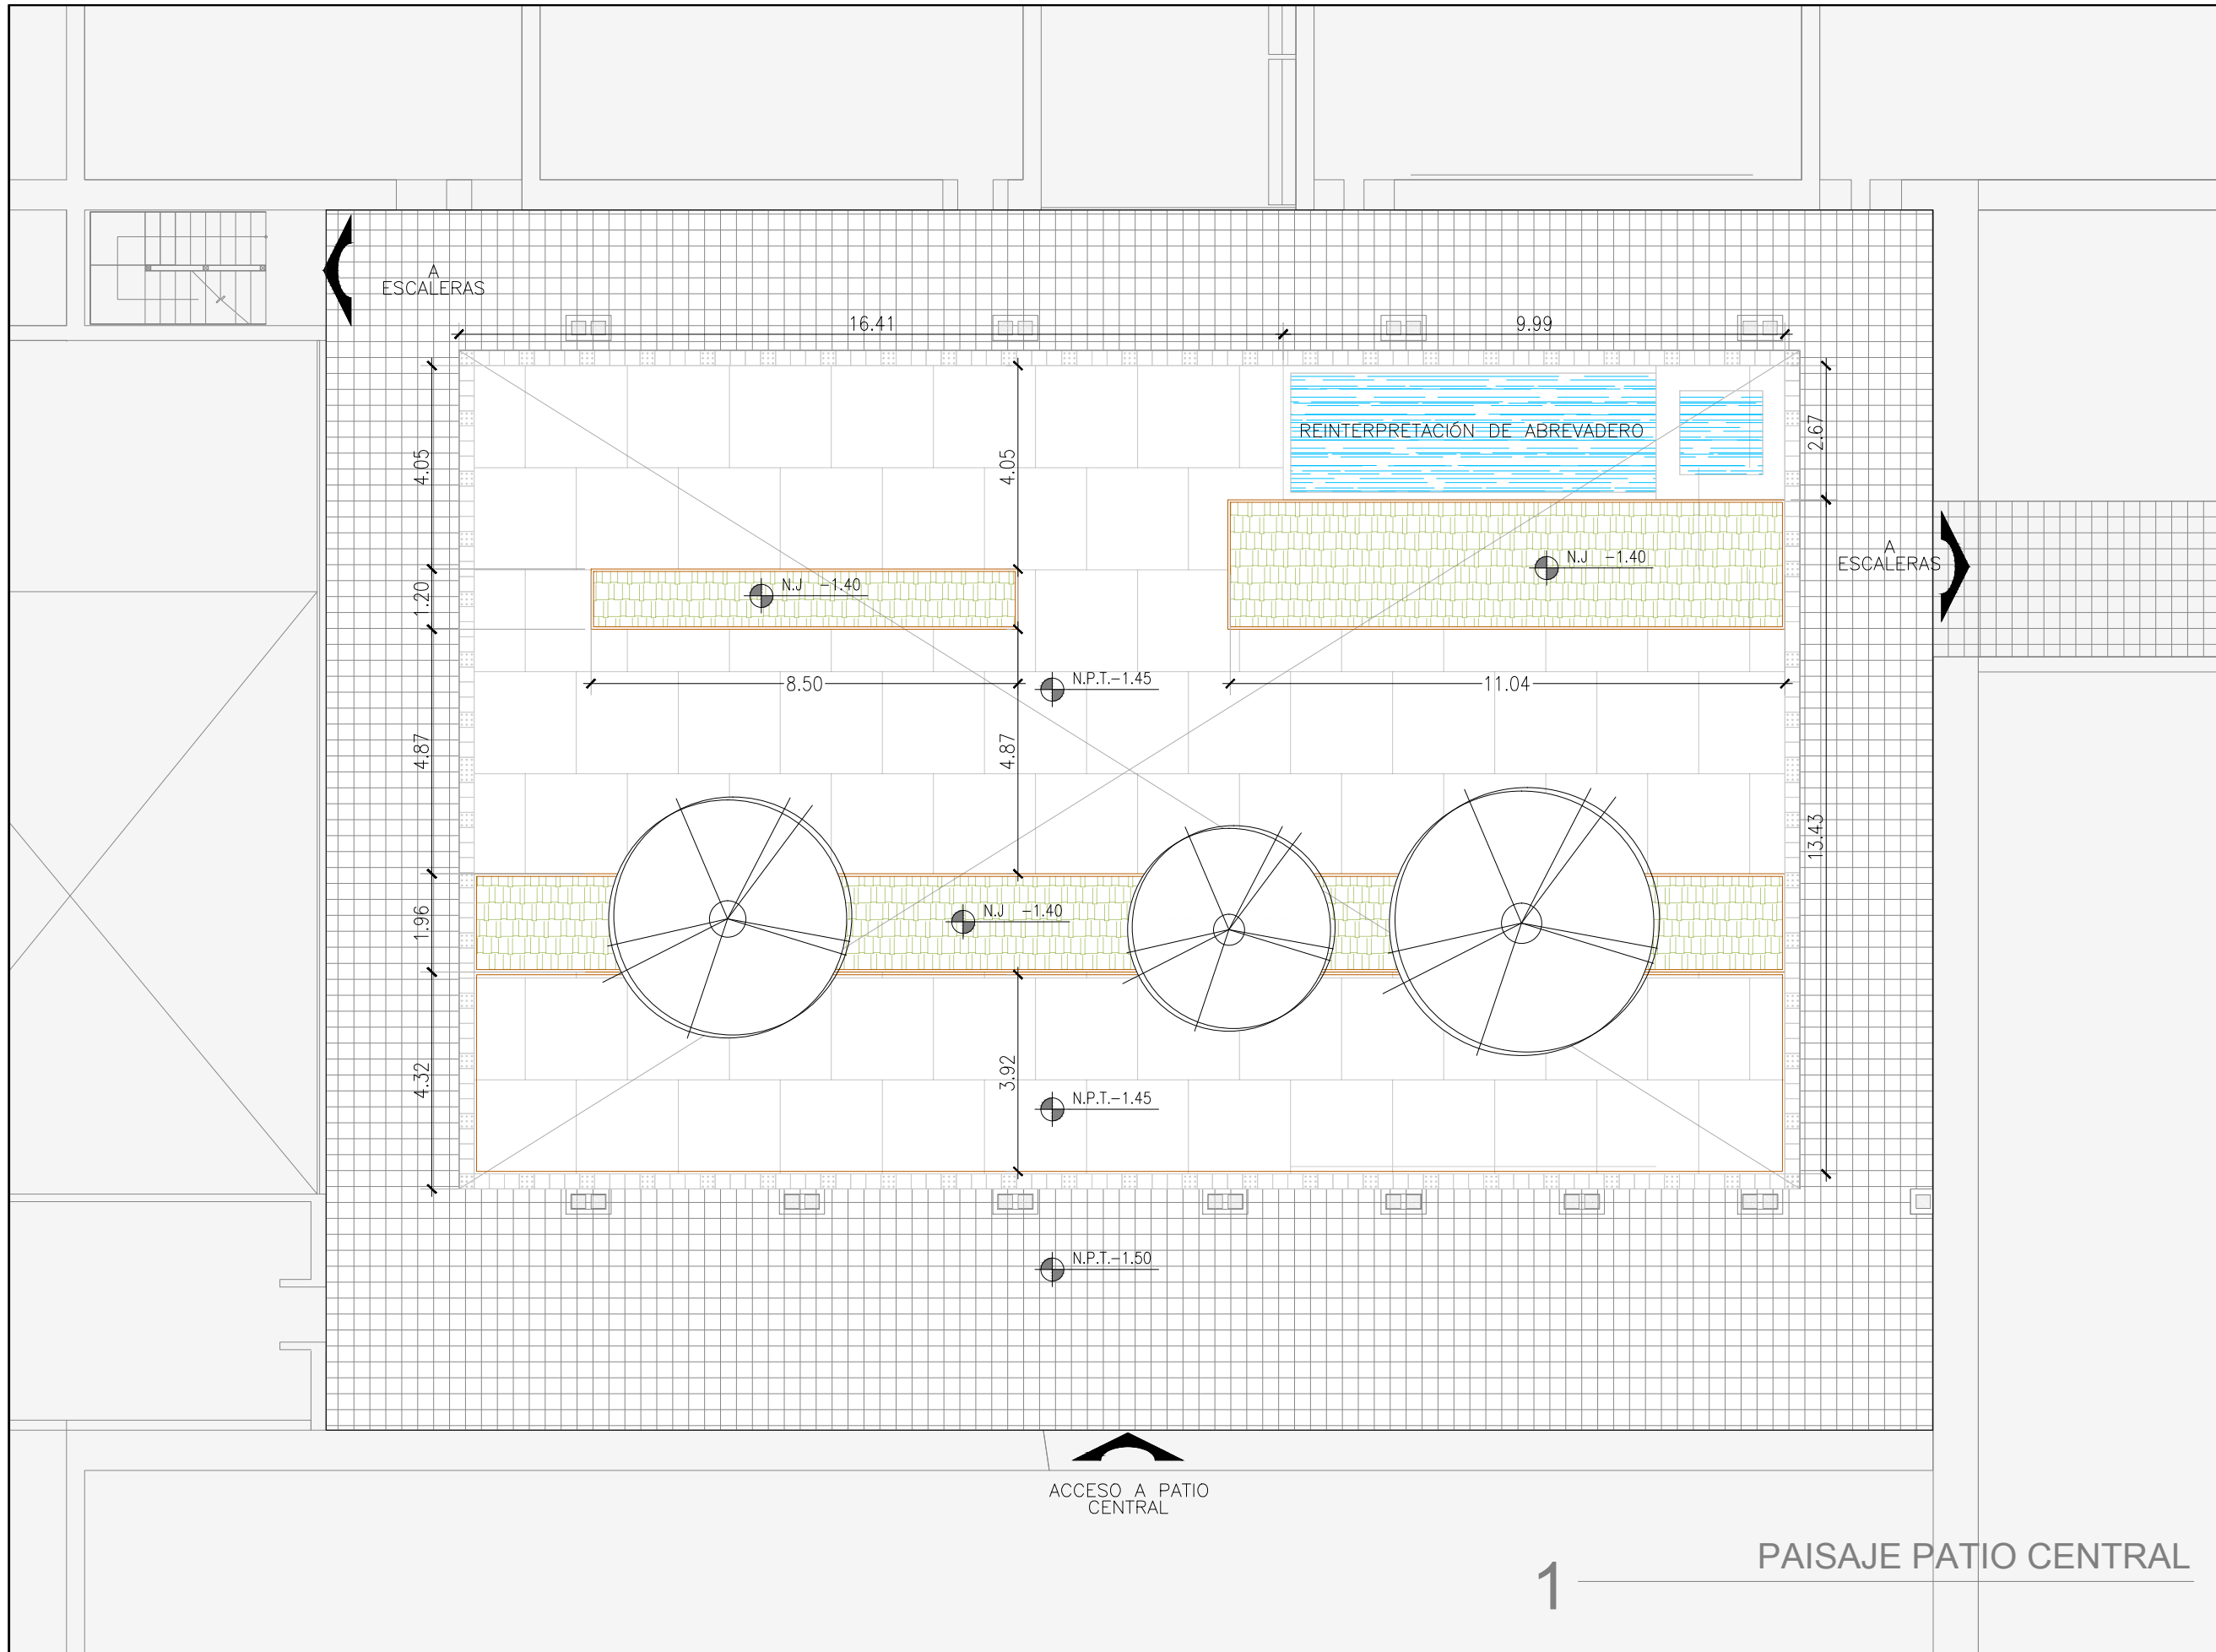 A
ESCALERAS
16.41
9.99
4.05
4.05
2.67
REINTERPRETACIÓN DE ABREVADERO
N.J -1.40
N.J -1.40
A
ESCALERAS
1.20
8.50
N.P.T.-1.45
11.04
4.87
4.87
13.43
1.96
N.J -1.40
4.32
3.92
N.P.T.-1.45
N.P.T.-1.50
ACCESO A PATIO
CENTRAL
1
PAISAJE PATIO CENTRAL